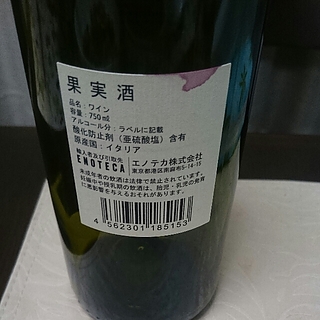 果実酒
品名：ワイン
容量：750㎖
アルコール分：ラベルに記載
酸化防止剤（亜硫酸塩）含有
原産国：イタリア
輸入者及び引取先
ENOTECA エノテカ株式会社
東京都港区南麻布5-14-15
未成年者の飲酒は法律で禁止されています。
妊娠中や授乳期の飲酒は、胎児・乳児の発育
に悪影響を与えるおそれがあります。
4 562301 185153